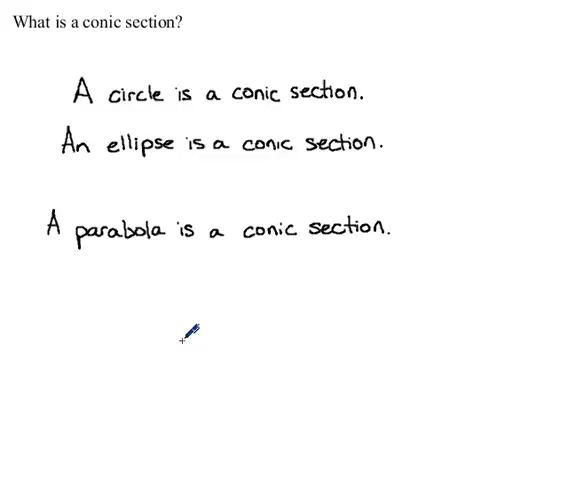 What is a conic section?
A circle is a conic section.
An ellipse is a conic section.
A parabola is a conic section.